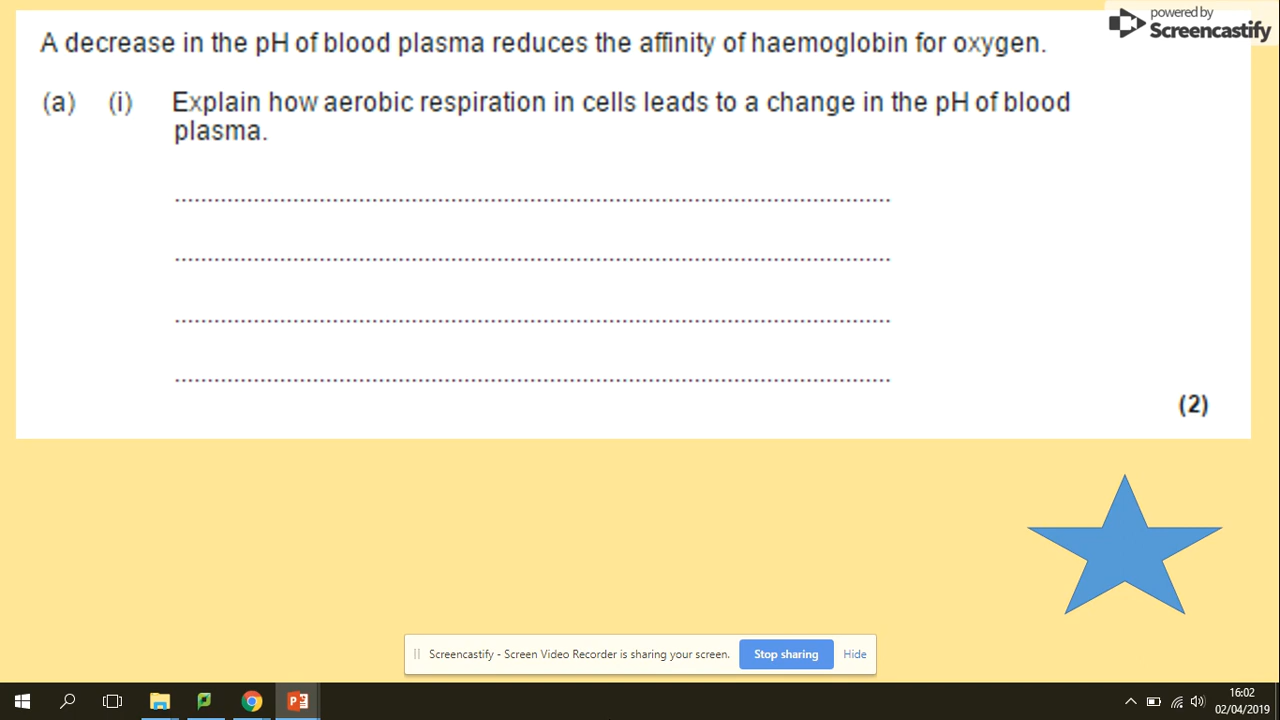 powered by
Screencastify
A decrease in the pH of blood plasma reduces the affinity of haemoglobin for oxygen.
(a) (i) Explain how aerobic respiration in cells leads to a change in the pH of blood
plasma.
(2)
Screencastify - Screen Video Recorder is sharing your screen. Stop sharing Hide
16:02
02/04/2019